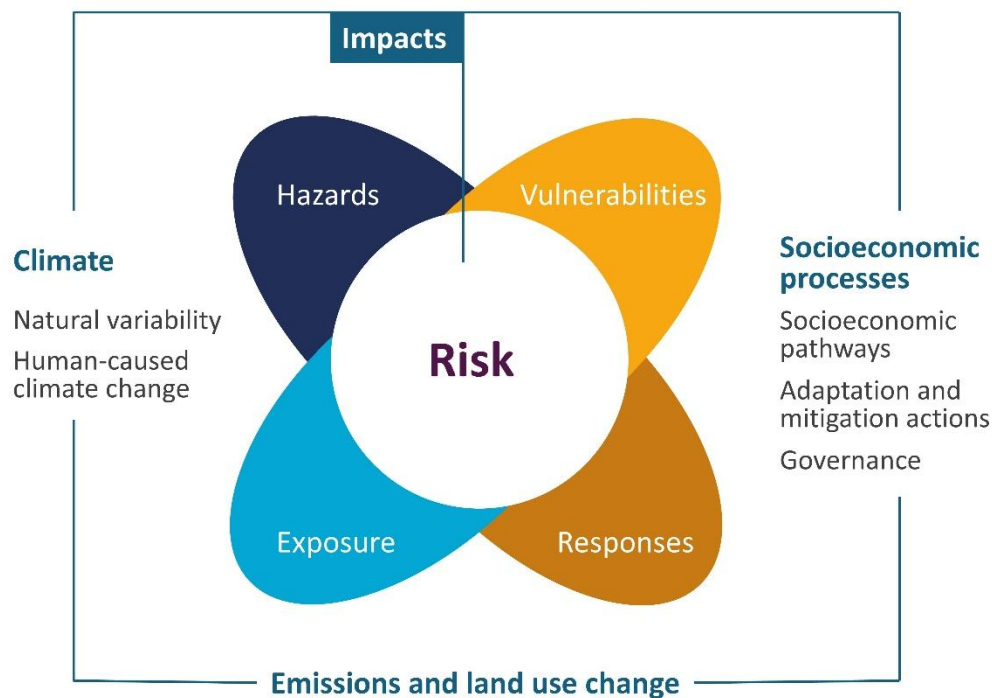 Impacts
Hazards
Vulnerabilities
Climate
Natural variability
Human-caused
climate change
Risk
Socioeconomic
processes
Socioeconomic
pathways
Adaptation and
mitigation actions
Governance
Exposure
Responses
Emissions and land use change